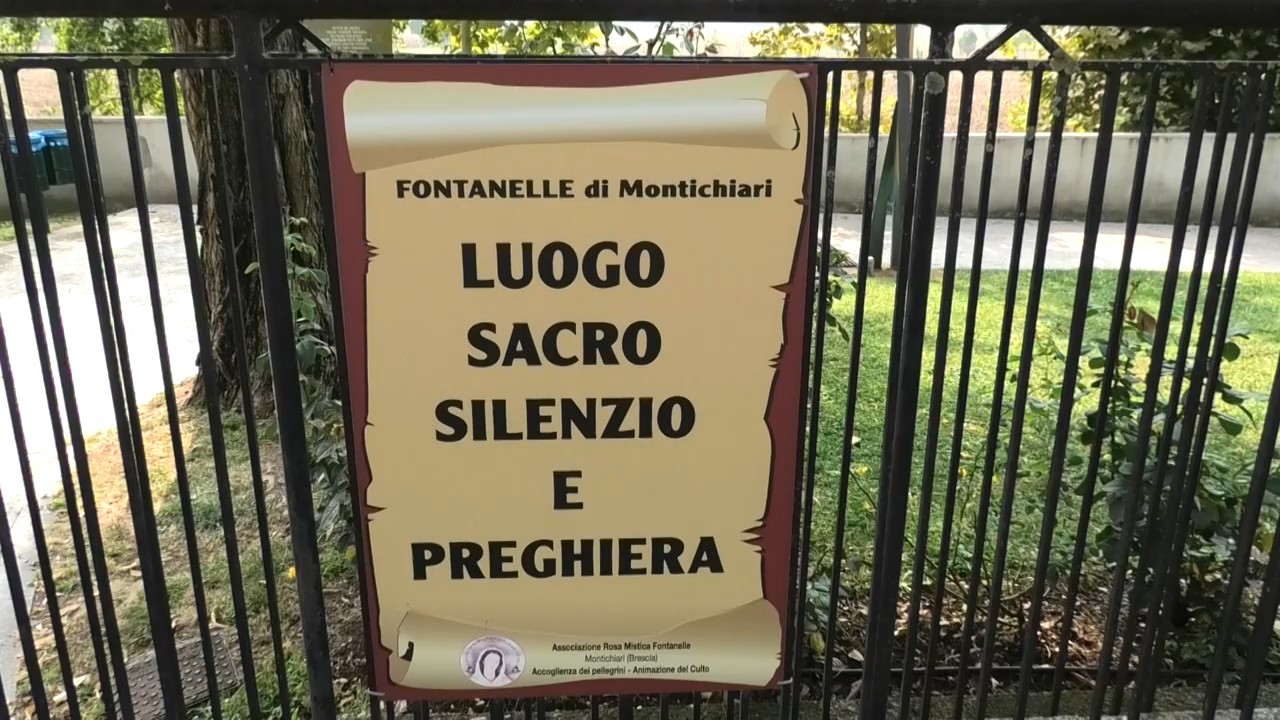 FONTANELLE di Montichiari
LUOGO
SACRO
SILENZIO
E
PREGHIERA
Associazione Rosa Mistica Fontanelle
Montichiari (Brescia)
Accoglienza dei pellegrini - Animazione del Culto